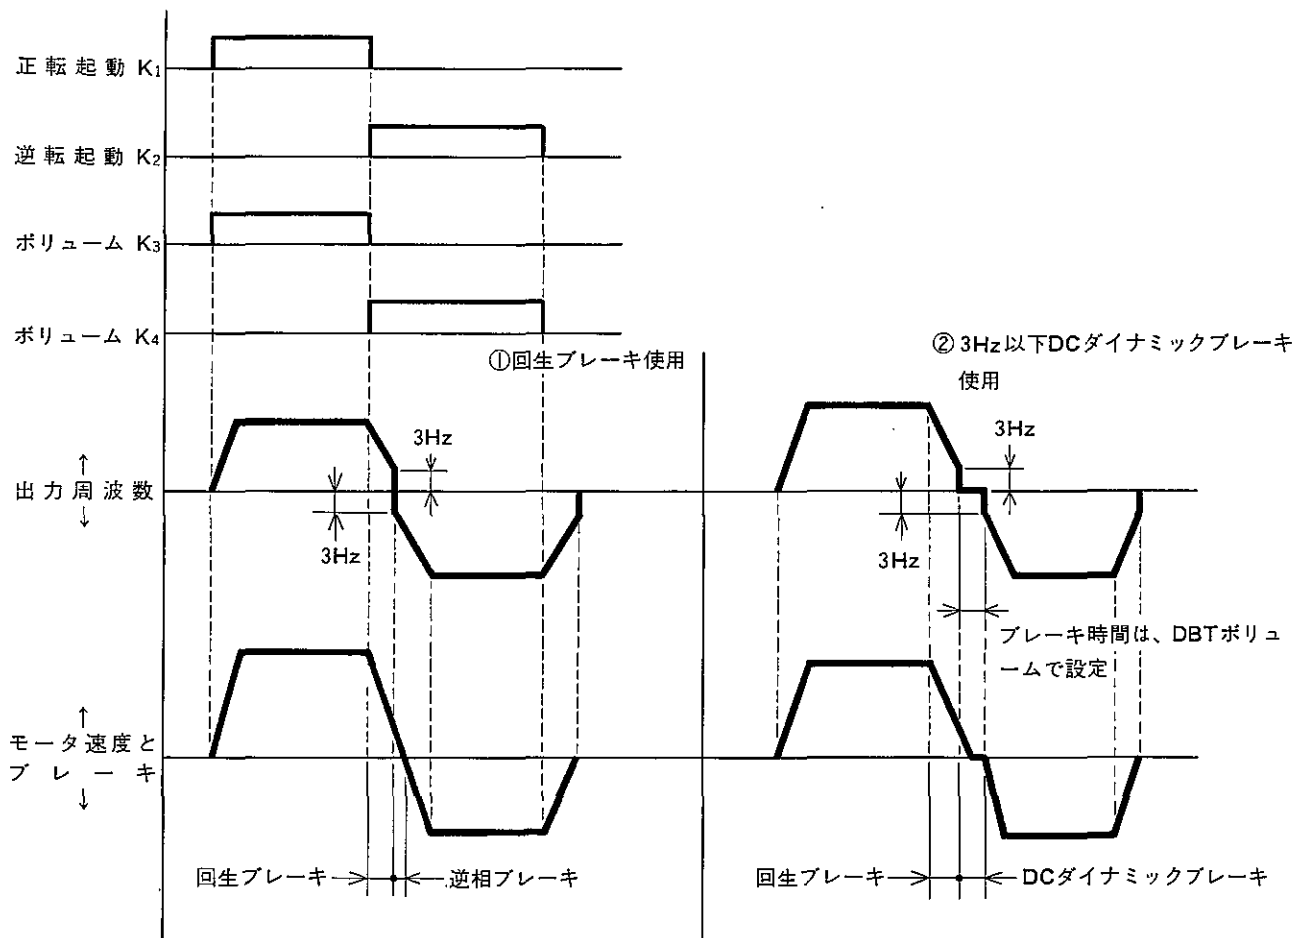 正転起動 K1
逆転起動 K2
ボリューム K3
ボリューム K4
①回生ブレーキ使用
② 3Hz以下DCダイナミックブレーキ
使用
3Hz
3Hz
↑
出力周波数
↓
3Hz
3Hz
ブレーキ時間は、DBTボリュ
ームで設定
↑
モータ速度と
ブレーキ
↓
回生ブレーキ
逆相ブレーキ
回生ブレーキ
DCダイナミックブレーキ